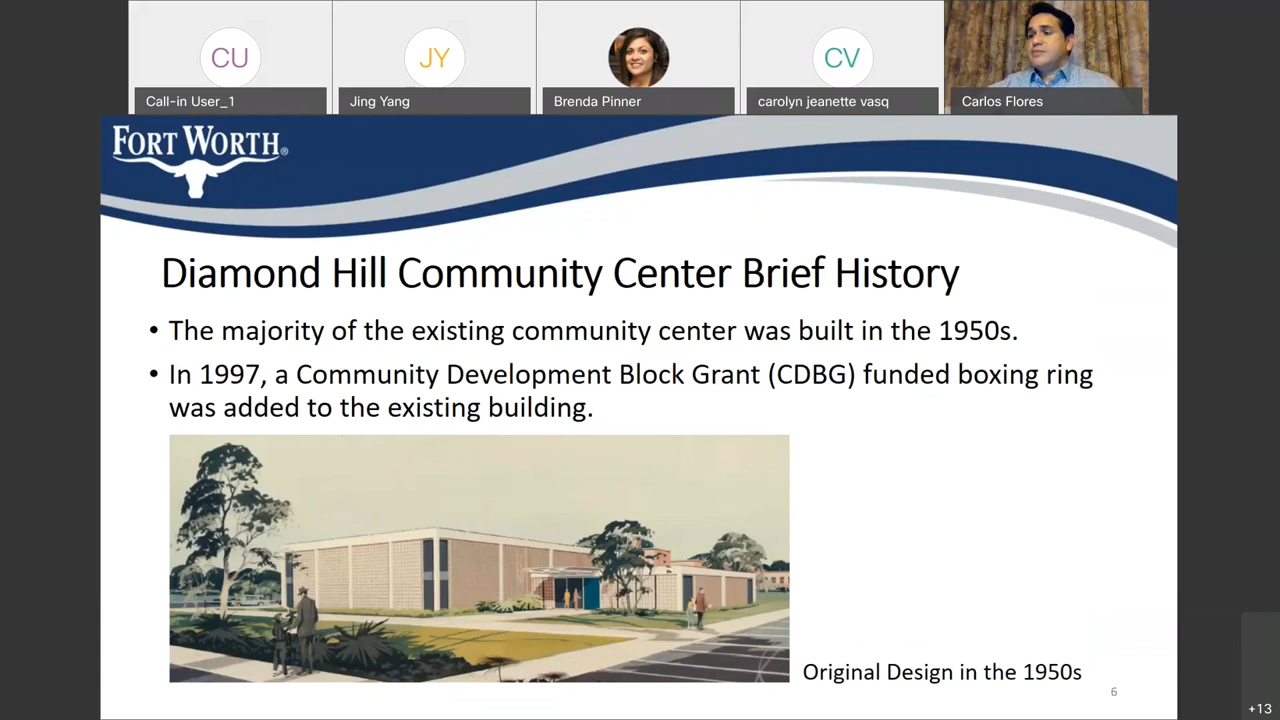 CU
JY
CV
Call-in User_1
Jing Yang
Brenda Pinner
carolyn jeanette vasq
Carlos Flores
FORT WORTH®
Diamond Hill Community Center Brief History
• The majority of the existing community center was built in the 1950s.
• In 1997, a Community Development Block Grant (CDBG) funded boxing ring
was added to the existing building.
Original Design in the 1950s
6
+13